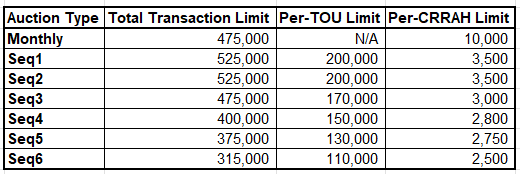 Auction Type Total Transaction Limit Per-TOU Limit Per-CRRAH Limit
Monthly 475,000 N/A 10,000
Seq1 525,000 200,000 3,500
Seq2 525,000 200,000 3,500
Seq3 475,000 170,000 3,000
Seq4 400,000 150,000 2,800
Seq5 375,000 130,000 2,750
Seq6 315,000 110,000 2,500